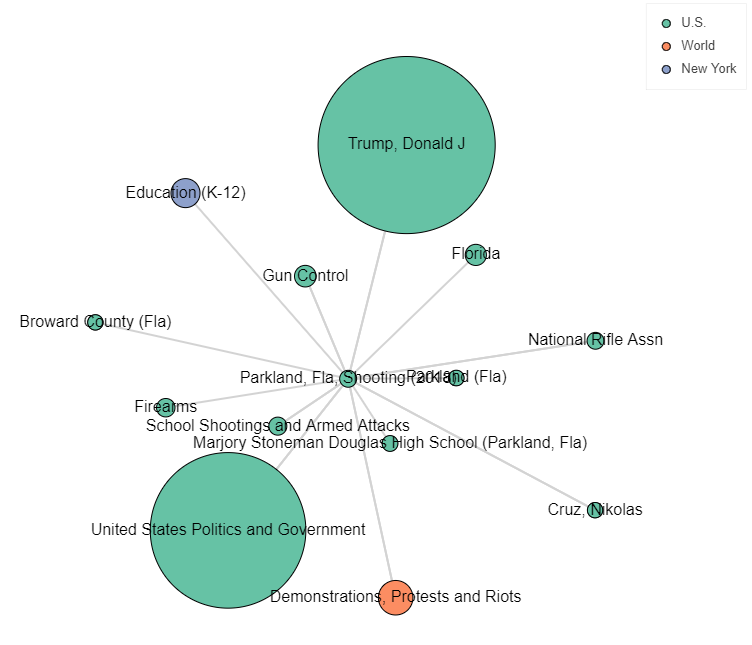 U.S.
World
New York
Trump, Donald J
Education (K-12)
Florida
Gun Control
Broward County (Fla)
National Rifle Assn
Parkland, Fla, Shooting (2018)
Parkland (Fla)
Firearms
School Shootings and Armed Attacks
Marjory Stoneman Douglas High School (Parkland, Fla)
Cruz, Nikolas
United States Politics and Government
Demonstrations, Protests and Riots